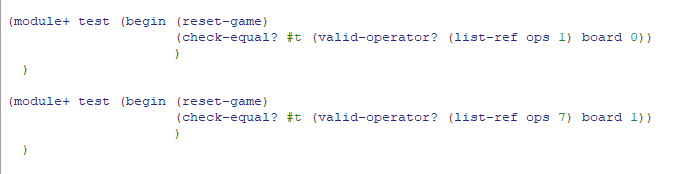 (module+ test (begin (reset-game)
(check-equal? #t (valid-operator? (list-ref ops 1) board 0))
)
)
(module+ test (begin (reset-game)
(check-equal? #t (valid-operator? (list-ref ops 7) board 1))
)
)